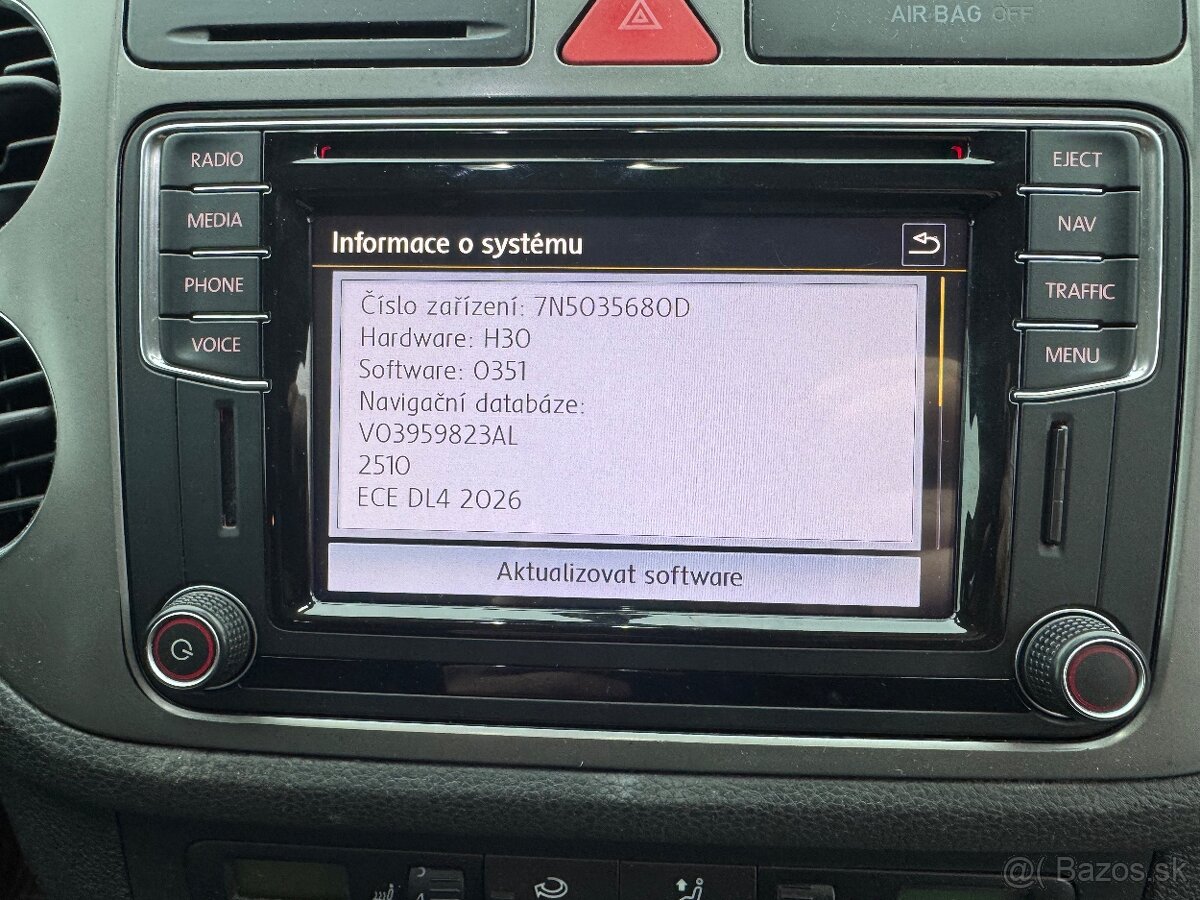 AIR BAG OFF
RADIO
MEDIA
PHONE
VOICE
EJECT
NAV
TRAFFIC
MENU
Informace o systému
Číslo zařízení: 7N5035680D
Hardware: H30
Software: 0351
Navigační databáze:
V03959823AL
2510
ECE DL4 2026
Aktualizovat software
@( Bazos.sk